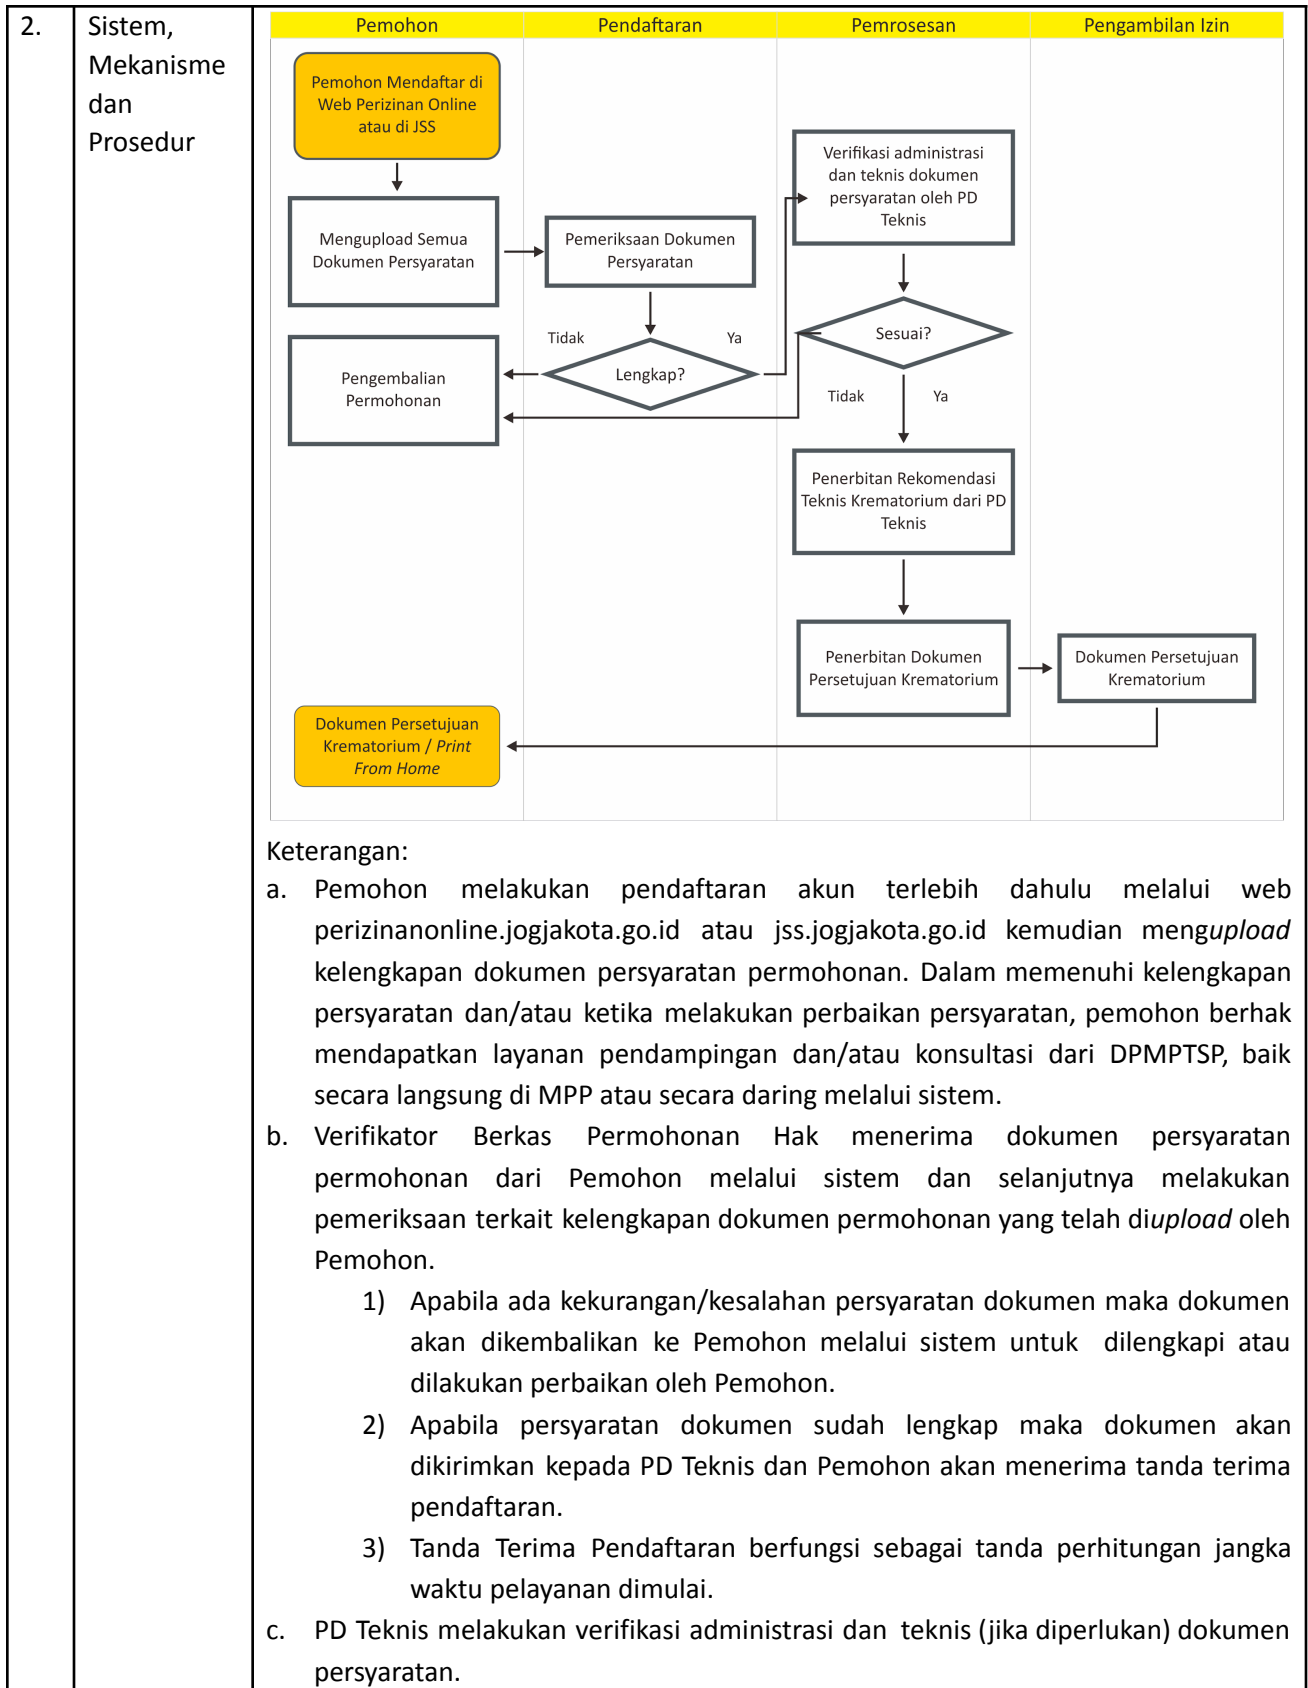 2.
Sistem,
Mekanisme
dan
Prosedur
Pemohon
Pendaftaran
Pemrosesan
Pengambilan Izin
Pemohon Mendaftar di
Web Perizinan Online
atau di JSS
Mengupload Semua
Dokumen Persyaratan
Pemeriksaan Dokumen
Persyaratan
Verifikasi administrasi
dan teknis dokumen
persyaratan oleh PD
Teknis
Tidak
Ya
Lengkap?
Sesuai?
Pengembalian
Permohonan
Tidak
Ya
Penerbitan Rekomendasi
Teknis Krematorium dari PD
Teknis
Penerbitan Dokumen
Persetujuan Krematorium
Dokumen Persetujuan
Krematorium
Dokumen Persetujuan
Krematorium / Print
From Home
Keterangan:
a. Pemohon melakukan pendaftaran akun terlebih dahulu melalui web
perizinanonline.jogjakota.go.id atau jss.jogjakota.go.id kemudian mengupload
kelengkapan dokumen persyaratan permohonan. Dalam memenuhi kelengkapan
persyaratan dan/atau ketika melakukan perbaikan persyaratan, pemohon berhak
mendapatkan layanan pendampingan dan/atau konsultasi dari DPMPTSP, baik
secara langsung di MPP atau secara daring melalui sistem.
b. Verifikator Berkas Permohonan Hak menerima dokumen persyaratan
permohonan dari Pemohon melalui sistem dan selanjutnya melakukan
pemeriksaan terkait kelengkapan dokumen permohonan yang telah diupload oleh
Pemohon.
1) Apabila ada kekurangan/kesalahan persyaratan dokumen maka dokumen
akan dikembalikan ke Pemohon melalui sistem untuk dilengkapi atau
dilakukan perbaikan oleh Pemohon.
2) Apabila persyaratan dokumen sudah lengkap maka dokumen akan
dikirimkan kepada PD Teknis dan Pemohon akan menerima tanda terima
pendaftaran.
3) Tanda Terima Pendaftaran berfungsi sebagai tanda perhitungan jangka
waktu pelayanan dimulai.
c. PD Teknis melakukan verifikasi administrasi dan teknis (jika diperlukan) dokumen
persyaratan.